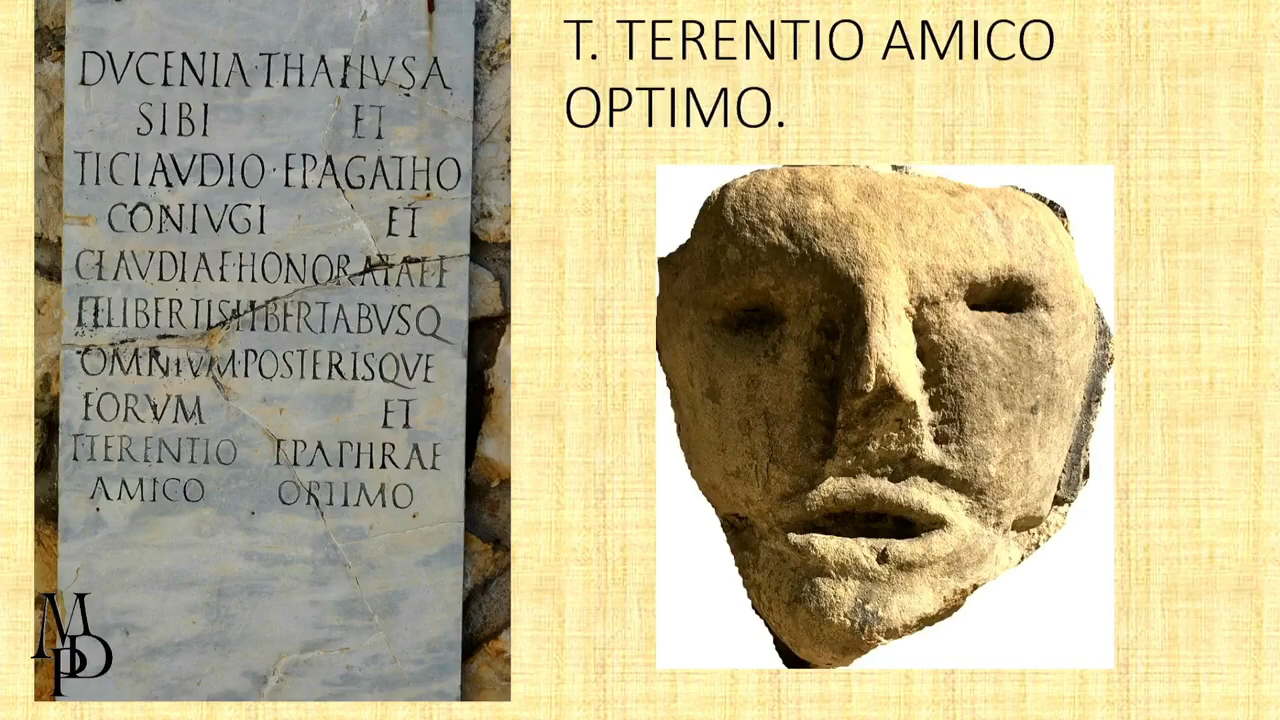 DVCENIA·THALLVSA
SIBI ET
TI CLAVDIO·EPAGATHO
CONIVGI ET
CLAVDIAE·HONORATAE F
ET LIBERTIS LIBERTABVSQ
OMNIVM·POSTERISQVE
EORVM ET
T TERENTIO EPAPHRAE
AMICO OPTIMO
T. TERENTIO AMICO
OPTIMO.
MPD